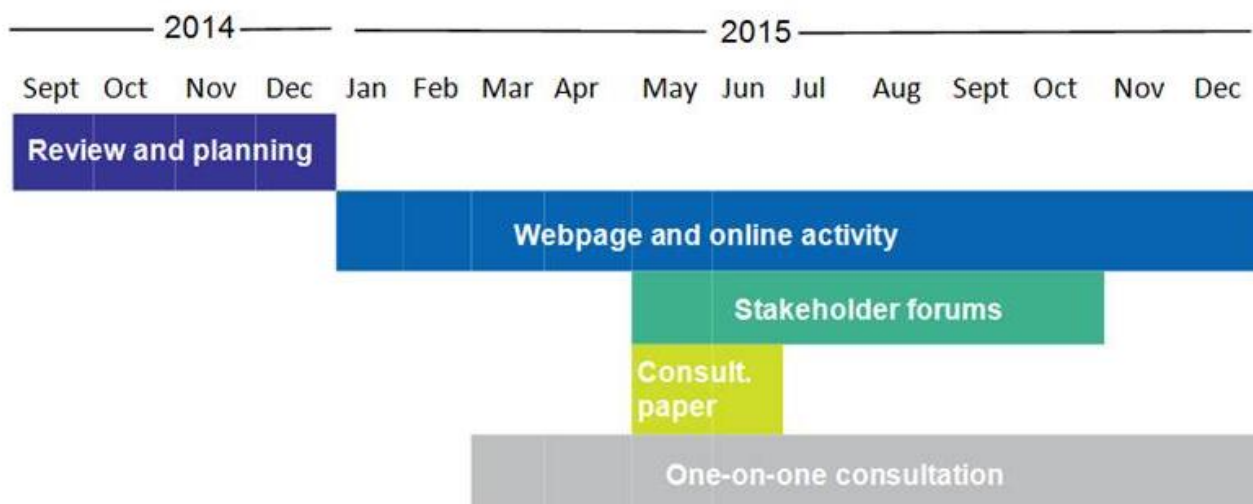 2014 2015
Sept Oct Nov Dec Jan Feb Mar Apr May Jun Jul Aug Sept Oct Nov Dec
Review and planning
Webpage and online activity
Stakeholder forums
Consult.
paper
One-on-one consultation